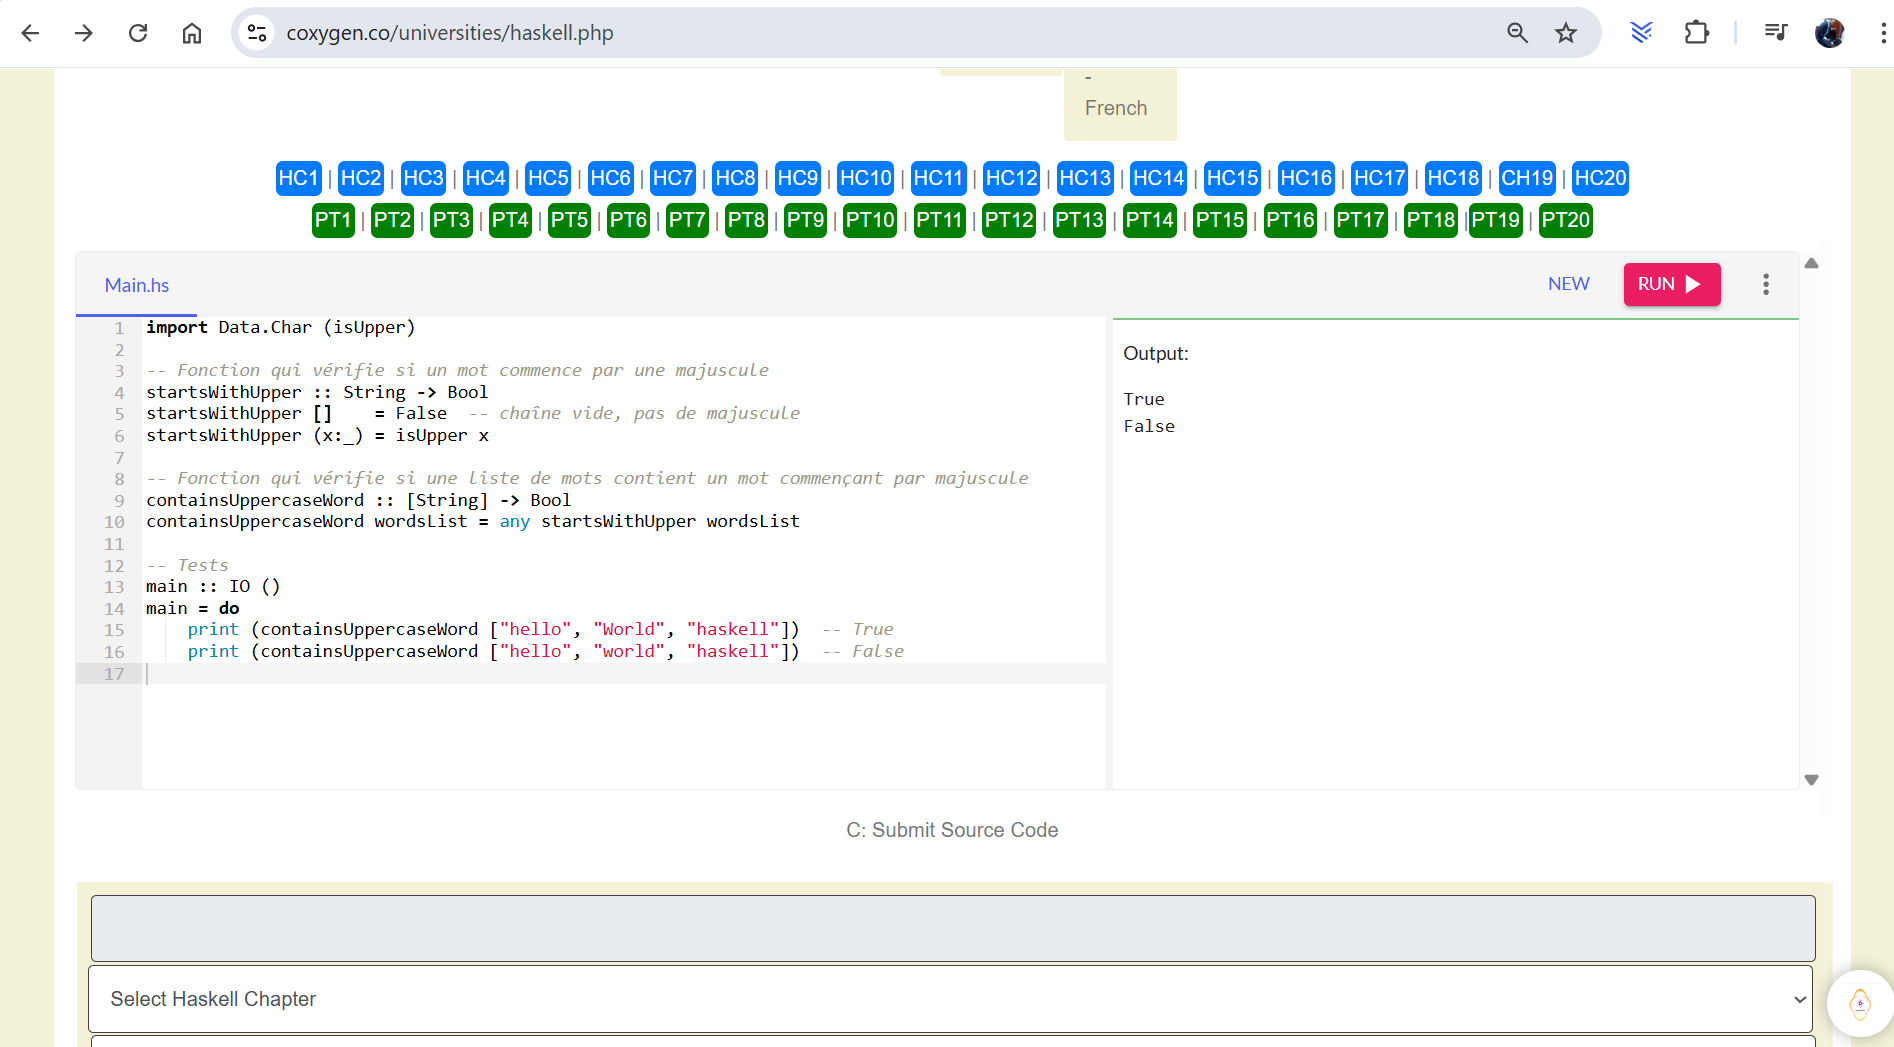 coxygen.co/universities/haskell.php
-
French
HC1 | HC2 | HC3 | HC4 | HC5 | HC6 | HC7 | HC8 | HC9 | HC10 | HC11 | HC12 | HC13 | HC14 | HC15 | HC16 | HC17 | HC18 | CH19 | HC20
PT1 | PT2 | PT3 | PT4 | PT5 | PT6 | PT7 | PT8 | PT9 | PT10 | PT11 | PT12 | PT13 | PT14 | PT15 | PT16 | PT17 | PT18 |PT19 | PT20
Main.hs
NEW
RUN
1 import Data.Char (isUpper)
2
3 -- Fonction qui vérifie si un mot commence par une majuscule
4 startsWithUpper :: String -> Bool
5 startsWithUpper []    = False  -- chaîne vide, pas de majuscule
6 startsWithUpper (x:_) = isUpper x
7
8 -- Fonction qui vérifie si une liste de mots contient un mot commençant par majuscule
9 containsUppercaseWord :: [String] -> Bool
10 containsUppercaseWord wordsList = any startsWithUpper wordsList
11
12 -- Tests
13 main :: IO ()
14 main = do
15     print (containsUppercaseWord ["hello", "World", "haskell"])  -- True
16     print (containsUppercaseWord ["hello", "world", "haskell"])  -- False
17
Output:
True
False
C: Submit Source Code
Select Haskell Chapter